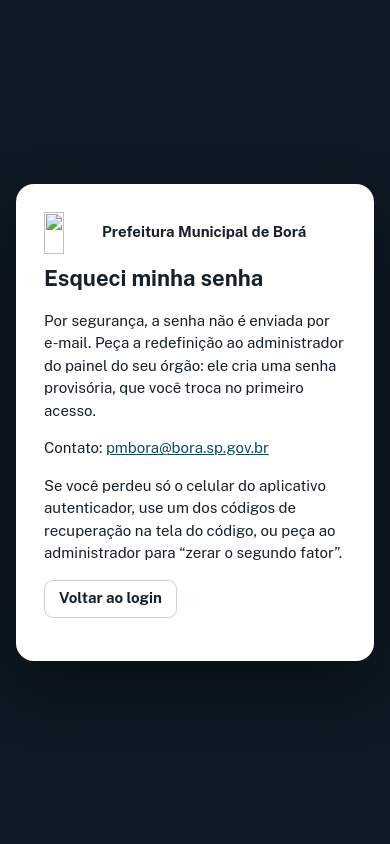 Prefeitura Municipal de Borá
Esqueci minha senha
Por segurança, a senha não é enviada por
e-mail. Peça a redefinição ao administrador
do painel do seu órgão: ele cria uma senha
provisória, que você troca no primeiro
acesso.
Contato: pmbora@bora.sp.gov.br
Se você perdeu só o celular do aplicativo
autenticador, use um dos códigos de
recuperação na tela do código, ou peça ao
administrador para “zerar o segundo fator”.
Voltar ao login